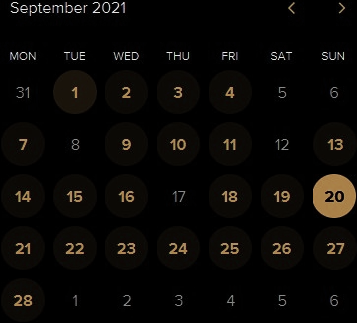 September 2021 < >
MON TUE WED THU FRI SAT SUN
31 1 2 3 4 5 6
7 8 9 10 11 12 13
14 15 16 17 18 19 20
21 22 23 24 25 26 27
28 1 2 3 4 5 6